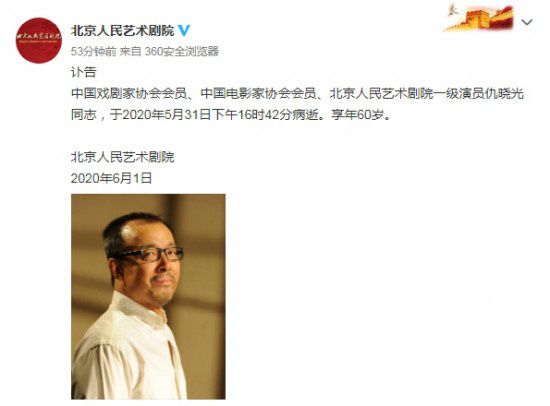 北京人民艺术剧院
53分钟前 来自 360安全浏览器
讣告
中国戏剧家协会会员、中国电影家协会会员、北京人民艺术剧院一级演员仇晓光
同志，于2020年5月31日下午16时42分病逝。享年60岁。
北京人民艺术剧院
2020年6月1日